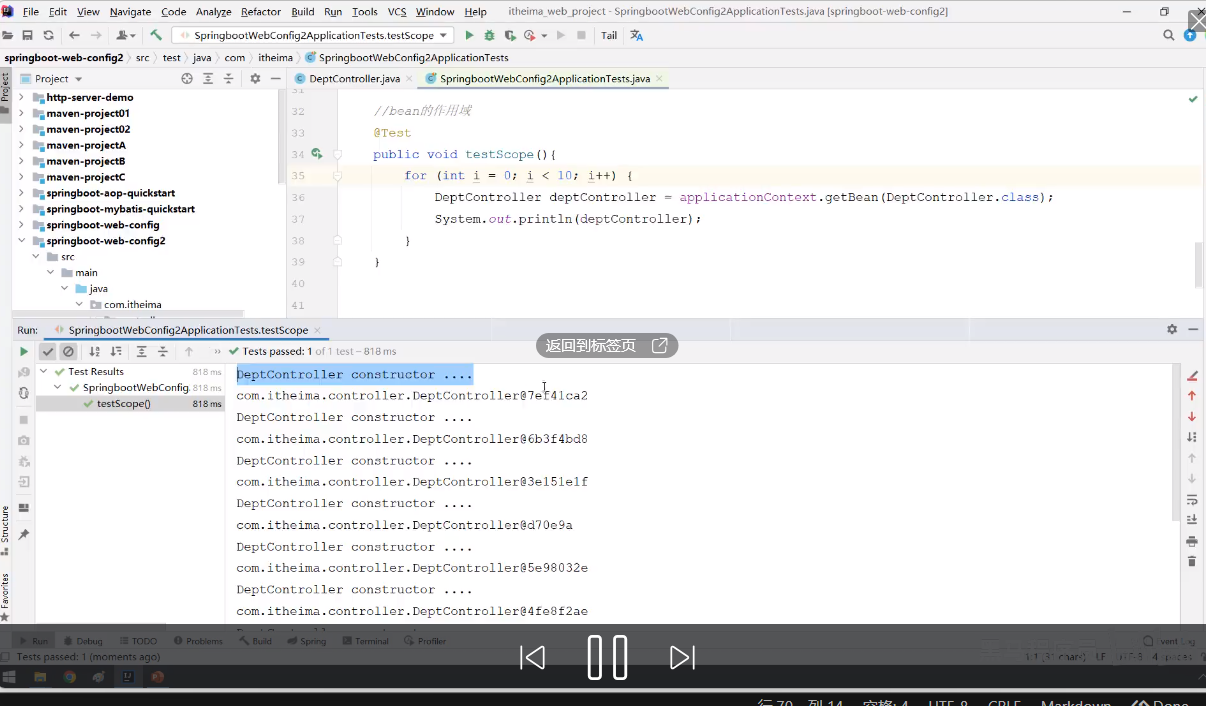 File Edit View Navigate Code Analyze Refactor Build Run Tools VCS Window Help itheima_web_project - SpringbootWebConfig2ApplicationTests.java [springboot-web-config2]
SpringbootWebConfig2ApplicationTests.testScope Tail
springboot-web-config2 src test java com itheima SpringbootWebConfig2ApplicationTests
Project
Project
DeptController.java
SpringbootWebConfig2ApplicationTests.java
http-server-demo
maven-project01
maven-project02
maven-projectA
maven-projectB
maven-projectC
springboot-aop-quickstart
springboot-mybatis-quickstart
springboot-web-config
springboot-web-config2
src
main
java
com.itheima
31
32 //bean的作用域
33 @Test
34 public void testScope(){
35 for (int i = 0; i < 10; i++) {
36 DeptController deptController = applicationContext.getBean(DeptController.class);
37 System.out.println(deptController);
38 }
39 }
40
41
Run: SpringbootWebConfig2ApplicationTests.testScope
返回到标签页
Tests passed: 1 of 1 test – 818 ms
Test Results 818 ms
SpringbootWebConfig 818 ms
testScope() 818 ms
DeptController constructor ....
com.itheima.controller.DeptController@7ef41ca2
DeptController constructor ....
com.itheima.controller.DeptController@6b3f4bd8
DeptController constructor ....
com.itheima.controller.DeptController@3e151e1f
DeptController constructor ....
com.itheima.controller.DeptController@d70e9a
DeptController constructor ....
com.itheima.controller.DeptController@5e98032e
DeptController constructor ....
com.itheima.controller.DeptController@4fe8f2ae
Structure
Favorites
Run Debug TODO Problems Build Spring Terminal Profiler
Tests passed: 1 (moments ago)
行 70 列 14 空格: 4 UTF-8 CRLF Markdown Done